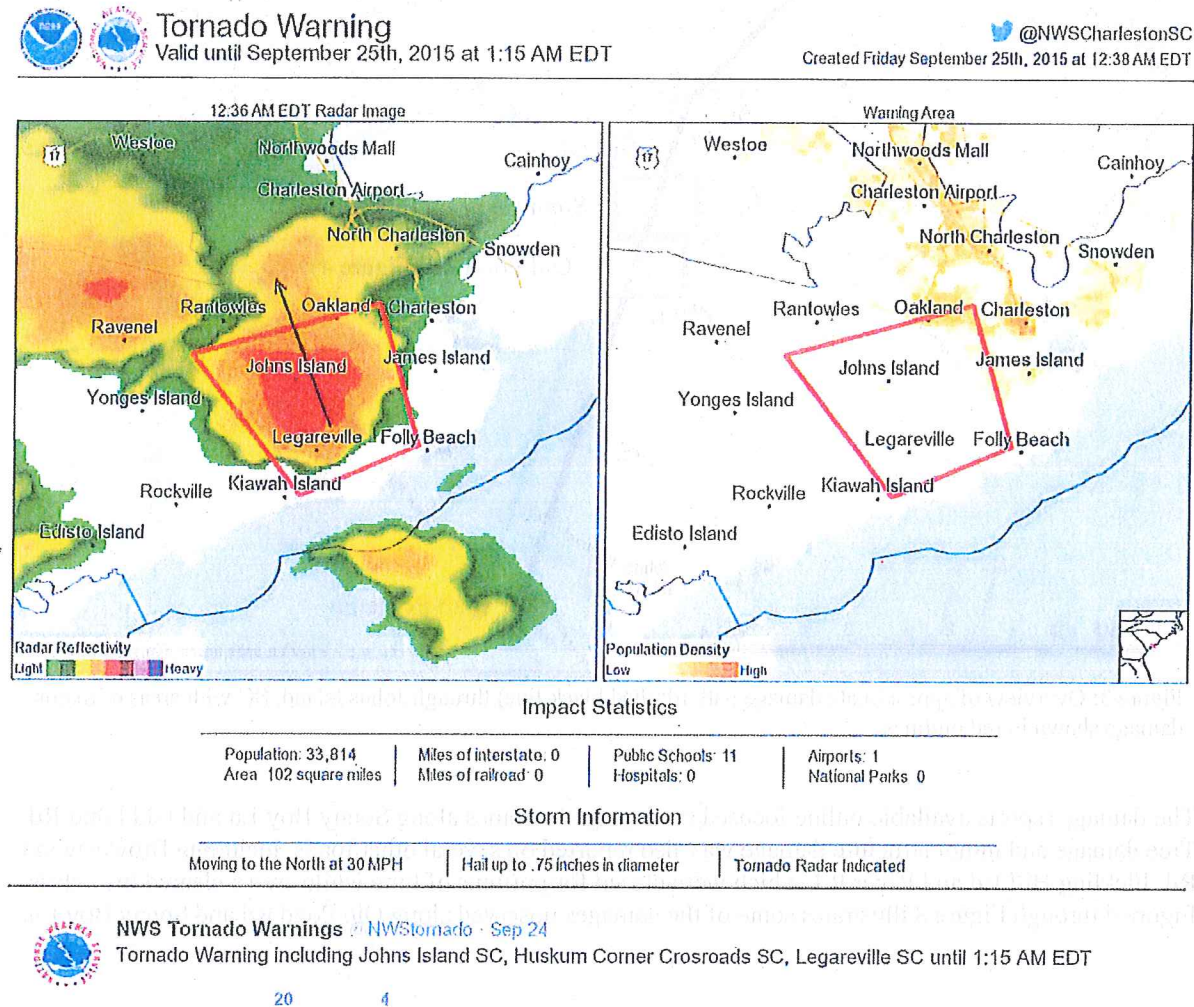 Tornado Warning
Valid until September 25th, 2015 at 1:15 AM EDT
@NWSCharlestonSC
Created Friday September 25th, 2015 at 12:38 AM EDT
12:36 AM EDT Radar Image
17
Westoe
Northwoods Mall
Cainhoy
Charleston Airport
North Charleston
Snowden
Rantowles
Oakland
Charleston
Ravenel
Johns Island
James Island
Yonges Island
Legareville
Folly Beach
Kiawah Island
Rockville
Edisto Island
Radar Reflectivity
Light
Heavy
Warning Area
17
Westoe
Northwoods Mall
Cainhoy
Charleston Airport
North Charleston
Snowden
Rantowles
Oakland
Charleston
Ravenel
Johns Island
James Island
Yonges Island
Legareville
Folly Beach
Kiawah Island
Rockville
Edisto Island
Population Density
Low
High
Impact Statistics
Population: 33,814
Area 102 square miles
Miles of interstate: 0
Miles of railroad: 0
Public Schools: 11
Hospitals: 0
Airports: 1
National Parks 0
Storm Information
Moving to the North at 30 MPH
Hail up to .75 inches in diameter
Tornado Radar Indicated
NWS Tornado Warnings NWStornado · Sep 24
Tornado Warning including Johns Island SC, Huskum Corner Crosroads SC, Legareville SC until 1:15 AM EDT
20 4